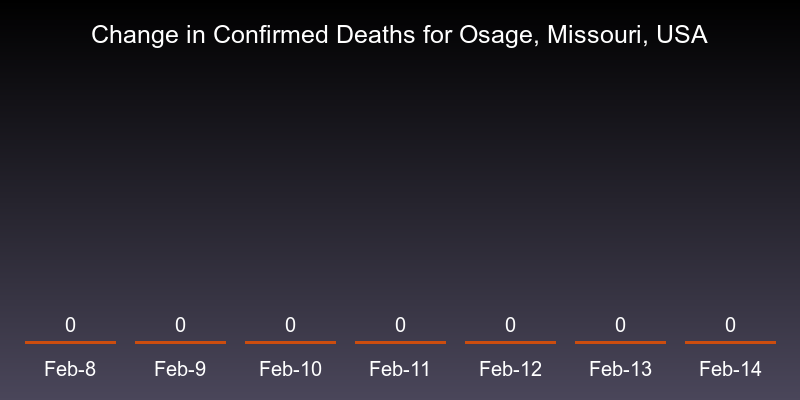 Change in Confirmed Deaths for Osage, Missouri, USA
0 0 0 0 0 0 0
Feb-8 Feb-9 Feb-10 Feb-11 Feb-12 Feb-13 Feb-14